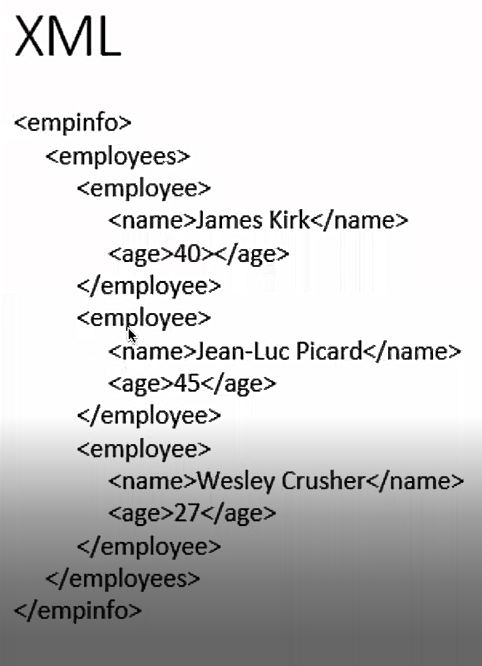 XML
<empinfo>
<employees>
<employee>
<name>James Kirk</name>
<age>40></age>
</employee>
<employee>
<name>Jean-Luc Picard</name>
<age>45</age>
</employee>
<employee>
<name>Wesley Crusher</name>
<age>27</age>
</employee>
</employees>
</empinfo>